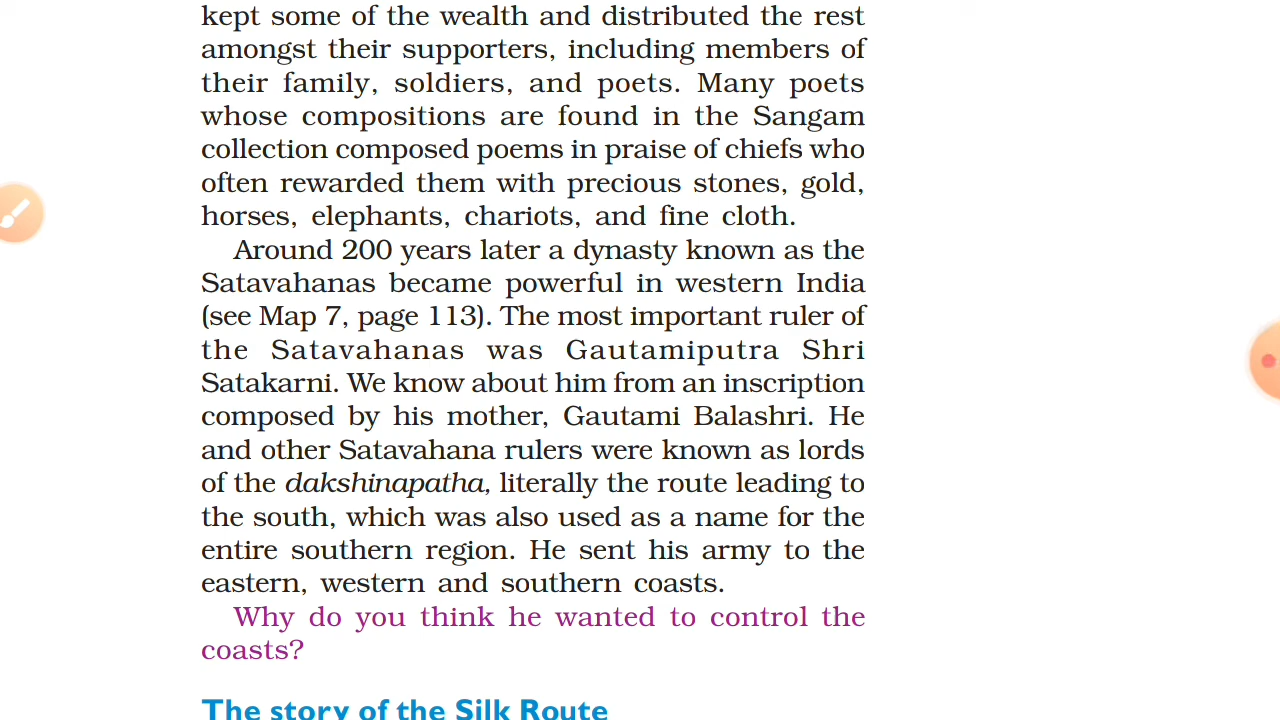 kept some of the wealth and distributed the rest
amongst their supporters, including members of
their family, soldiers, and poets. Many poets
whose compositions are found in the Sangam
collection composed poems in praise of chiefs who
often rewarded them with precious stones, gold,
horses, elephants, chariots, and fine cloth.
Around 200 years later a dynasty known as the
Satavahanas became powerful in western India
(see Map 7, page 113). The most important ruler of
the Satavahanas was Gautamiputra Shri
Satakarni. We know about him from an inscription
composed by his mother, Gautami Balashri. He
and other Satavahana rulers were known as lords
of the dakshinapatha, literally the route leading to
the south, which was also used as a name for the
entire southern region. He sent his army to the
eastern, western and southern coasts.
Why do you think he wanted to control the
coasts?
The story of the Silk Route